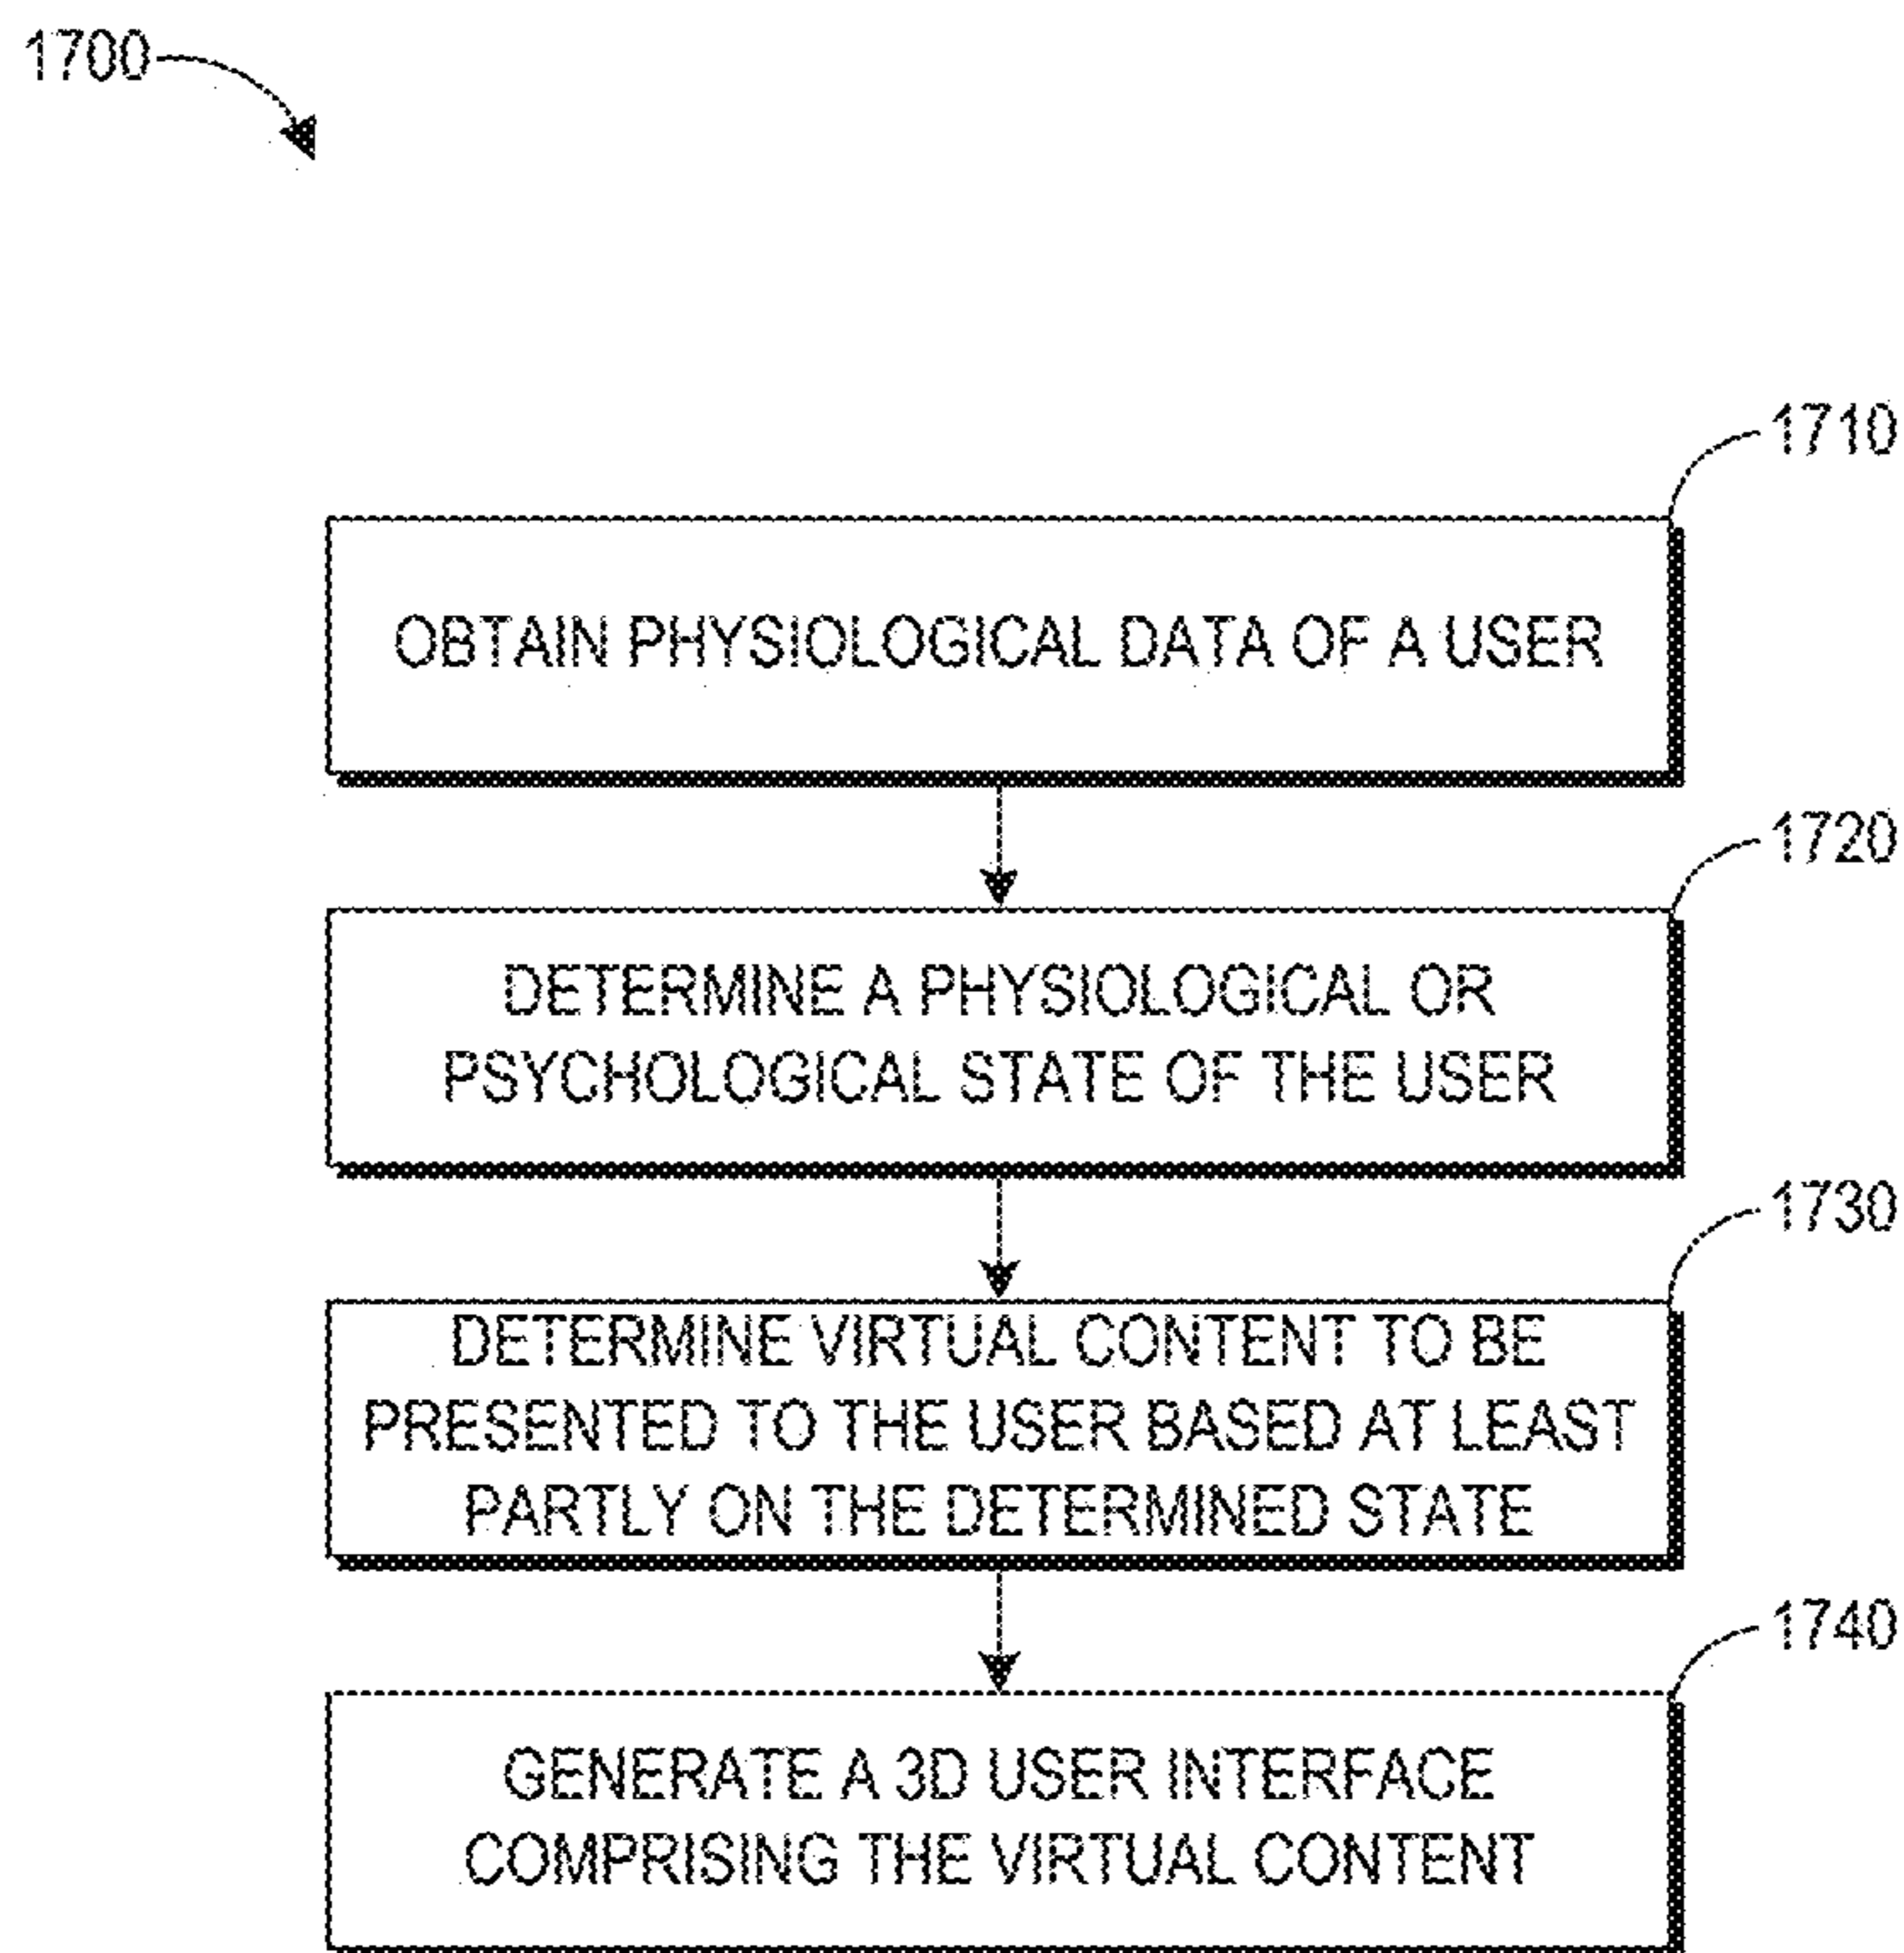 1700
1710
OBTAIN PHYSIOLOGICAL DATA OF A USER
1720
DETERMINE A PHYSIOLOGICAL OR
PSYCHOLOGICAL STATE OF THE USER
1730
DETERMINE VIRTUAL CONTENT TO BE
PRESENTED TO THE USER BASED AT LEAST
PARTLY ON THE DETERMINED STATE
1740
GENERATE A 3D USER INTERFACE
COMPRISING THE VIRTUAL CONTENT